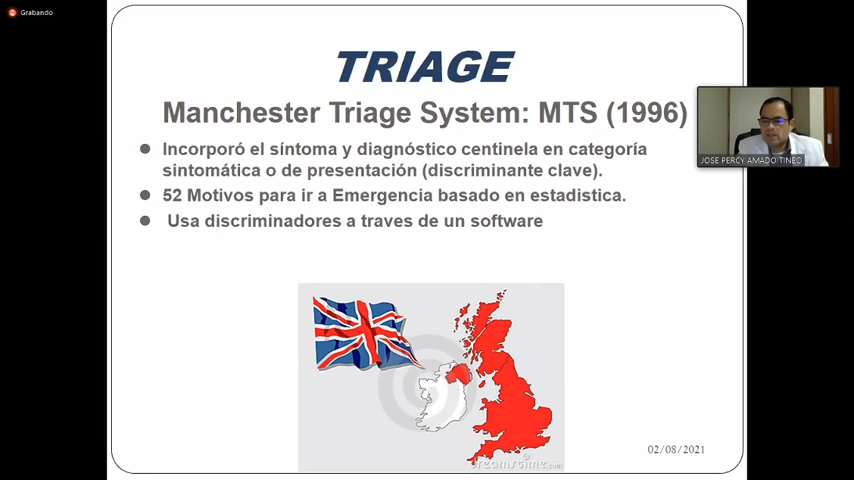 Grabando
TRIAGE
Manchester Triage System: MTS (1996)
Incorporó el síntoma y diagnóstico centinela en categoría
sintomática o de presentación (discriminante clave).
52 Motivos para ir a Emergencia basado en estadistica.
Usa discriminadores a traves de un software
JOSE PERCY AMADO TINEO
02/08/2021
dreamstime.com